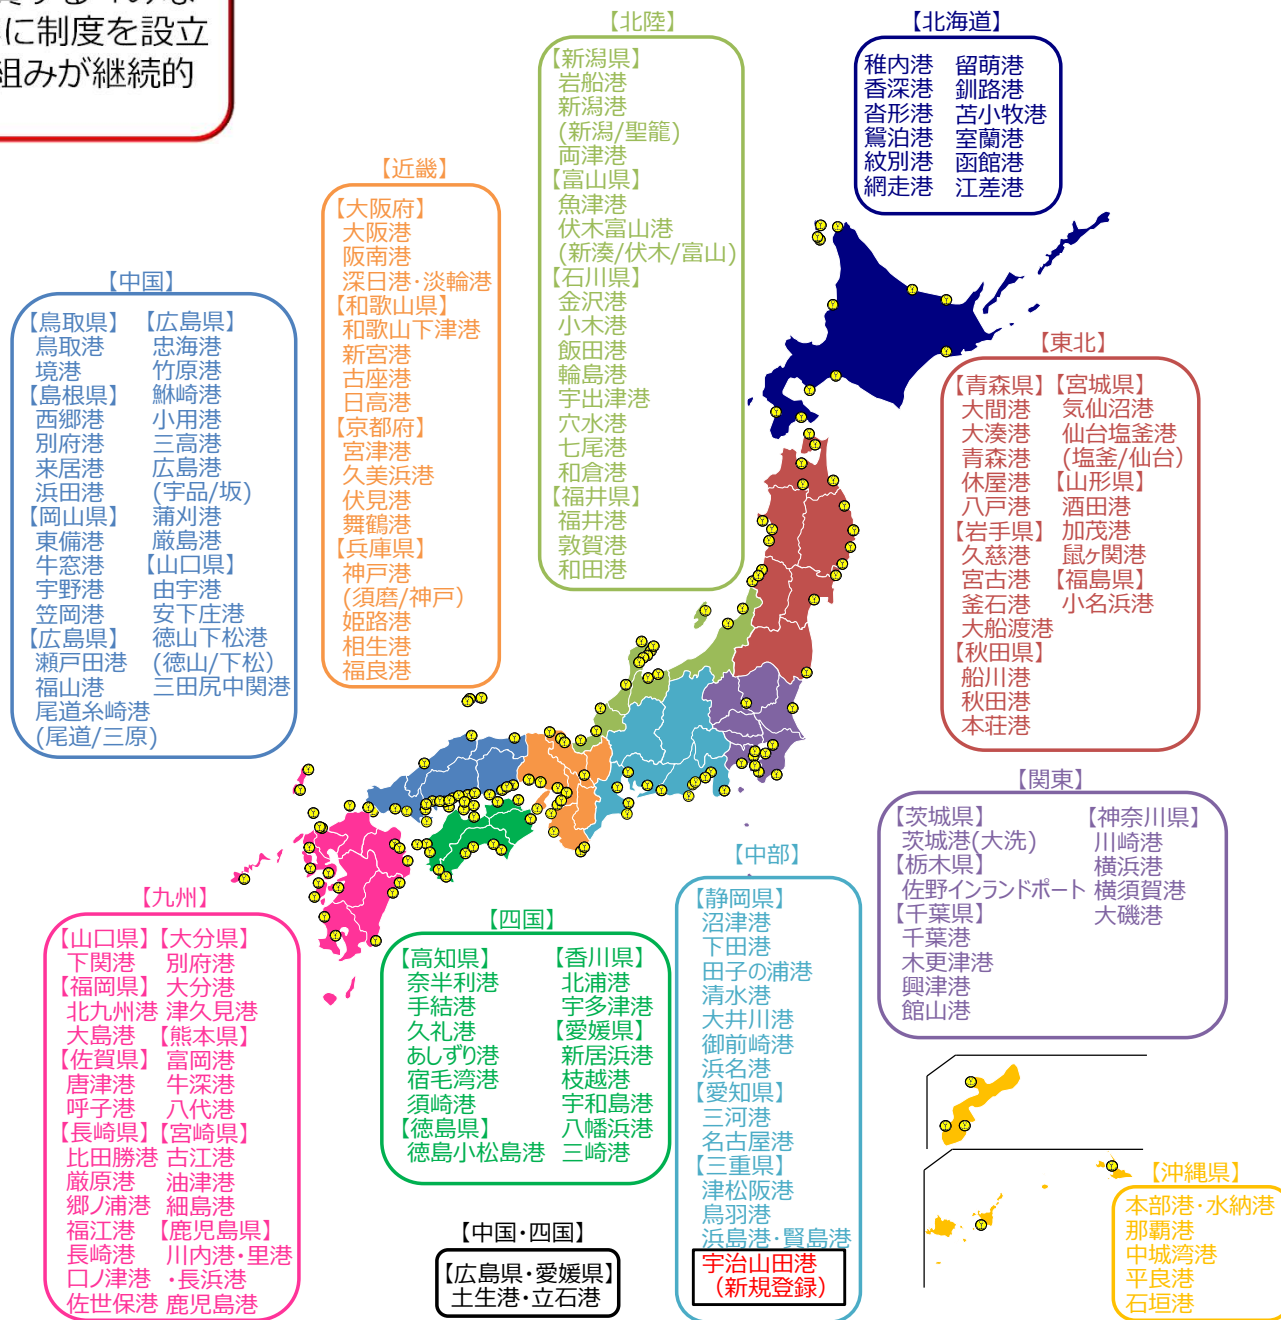 に制度を設立
組みが継続的
【北陸】
【新潟県】
岩船港
新潟港
(新潟/聖籠)
両津港
【富山県】
魚津港
伏木富山港
(新湊/伏木/富山)
【石川県】
金沢港
小木港
飯田港
輪島港
宇出津港
穴水港
七尾港
和倉港
【福井県】
福井港
敦賀港
和田港
【北海道】
稚内港 留萌港
香深港 釧路港
沓形港 苫小牧港
鴛泊港 室蘭港
紋別港 函館港
網走港 江差港
【近畿】
【大阪府】
大阪港
阪南港
深日港・淡輪港
【和歌山県】
和歌山下津港
新宮港
古座港
日高港
【京都府】
宮津港
久美浜港
伏見港
舞鶴港
【兵庫県】
神戸港
(須磨/神戸)
姫路港
相生港
福良港
【中国】
【鳥取県】 【広島県】
鳥取港 忠海港
境港 竹原港
【島根県】 鮴崎港
西郷港 小用港
別府港 三高港
来居港 広島港
浜田港 (宇品/坂)
【岡山県】 蒲刈港
東備港 厳島港
牛窓港 【山口県】
宇野港 由宇港
笠岡港 安下庄港
【広島県】 徳山下松港
瀬戸田港 (徳山/下松)
福山港 三田尻中関港
尾道糸崎港
(尾道/三原)
【東北】
【青森県】 【宮城県】
大間港 気仙沼港
大湊港 仙台塩釜港
青森港 (塩釜/仙台)
休屋港 【山形県】
八戸港 酒田港
【岩手県】 加茂港
久慈港 鼠ヶ関港
宮古港 【福島県】
釜石港 小名浜港
大船渡港
【秋田県】
船川港
秋田港
本荘港
【関東】
【茨城県】 【神奈川県】
茨城港(大洗) 川崎港
【栃木県】 横浜港
佐野インランドポート 横須賀港
【千葉県】 大磯港
千葉港
木更津港
興津港
館山港
【中部】
【静岡県】
沼津港
下田港
田子の浦港
清水港
大井川港
御前崎港
浜名港
【愛知県】
三河港
名古屋港
【三重県】
津松阪港
鳥羽港
浜島港・賢島港
宇治山田港
(新規登録)
【九州】
【山口県】 【大分県】
下関港 別府港
【福岡県】 大分港
北九州港 津久見港
大島港 【熊本県】
【佐賀県】 富岡港
唐津港 牛深港
呼子港 八代港
【長崎県】 【宮崎県】
比田勝港 古江港
厳原港 油津港
郷ノ浦港 細島港
福江港 【鹿児島県】
長崎港 川内港・里港
口ノ津港 ・長浜港
佐世保港 鹿児島港
【四国】
【高知県】 【香川県】
奈半利港 北浦港
手結港 宇多津港
久礼港 【愛媛県】
あしずり港 新居浜港
宿毛湾港 枝越港
須崎港 宇和島港
【徳島県】 八幡浜港
徳島小松島港 三崎港
【中国・四国】
【広島県・愛媛県】
土生港・立石港
【沖縄県】
本部港・水納港
那覇港
中城湾港
平良港
石垣港